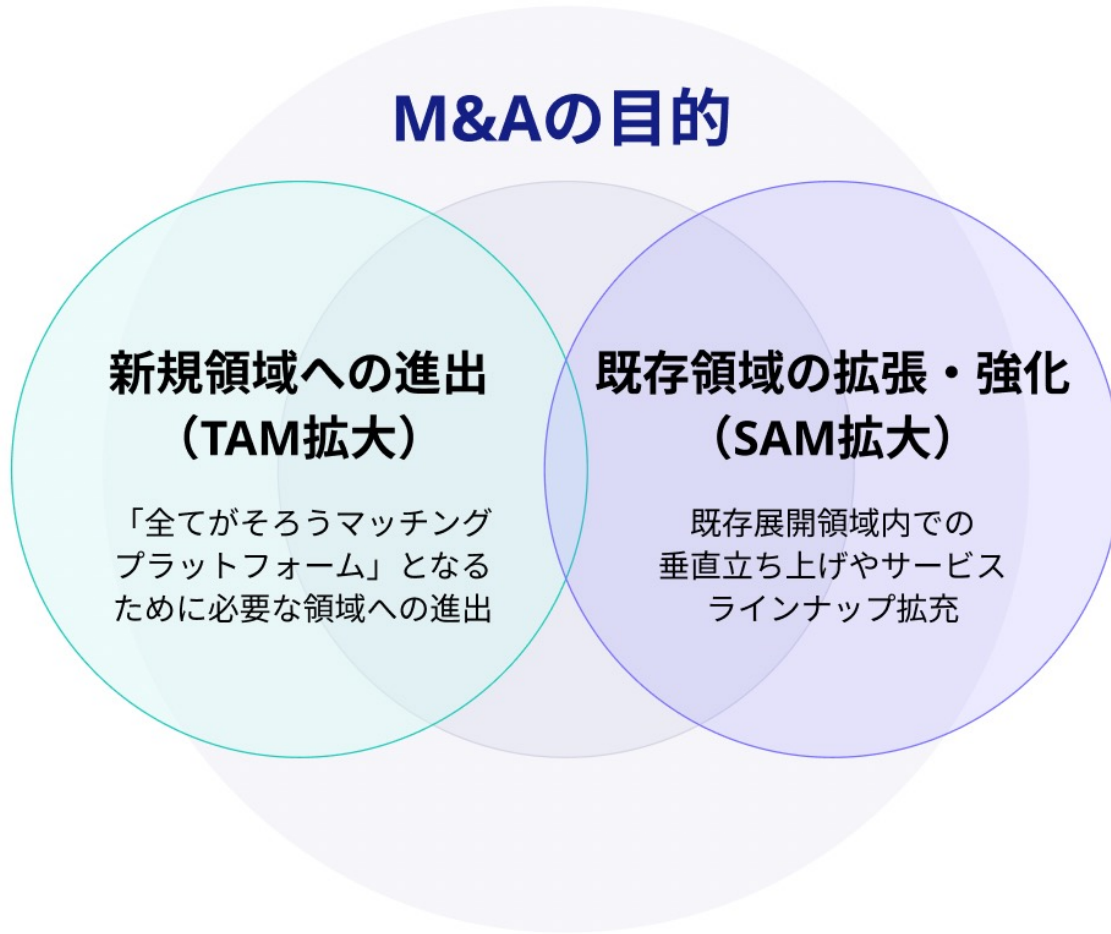 M&Aの目的
新規領域への進出
（TAM拡大）
「全てがそろうマッチング
プラットフォーム」となる
ために必要な領域への進出
既存領域の拡張・強化
（SAM拡大）
既存展開領域内での
垂直立ち上げやサービス
ラインナップ拡充